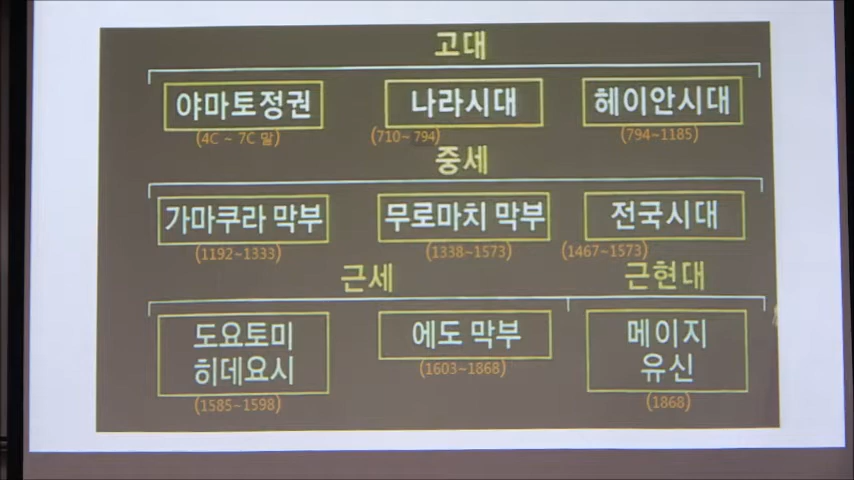 고대
야마토정권 나라시대 헤이안시대
(4C ~ 7C 말) (710~ 794) (794~1185)
중세
가마쿠라 막부 무로마치 막부 전국시대
(1192~1333) (1338~1573) (1467~1573)
근세 근현대
도요토미
히데요시
(1585~1598)
에도 막부
(1603~1868)
메이지
유신
(1868)